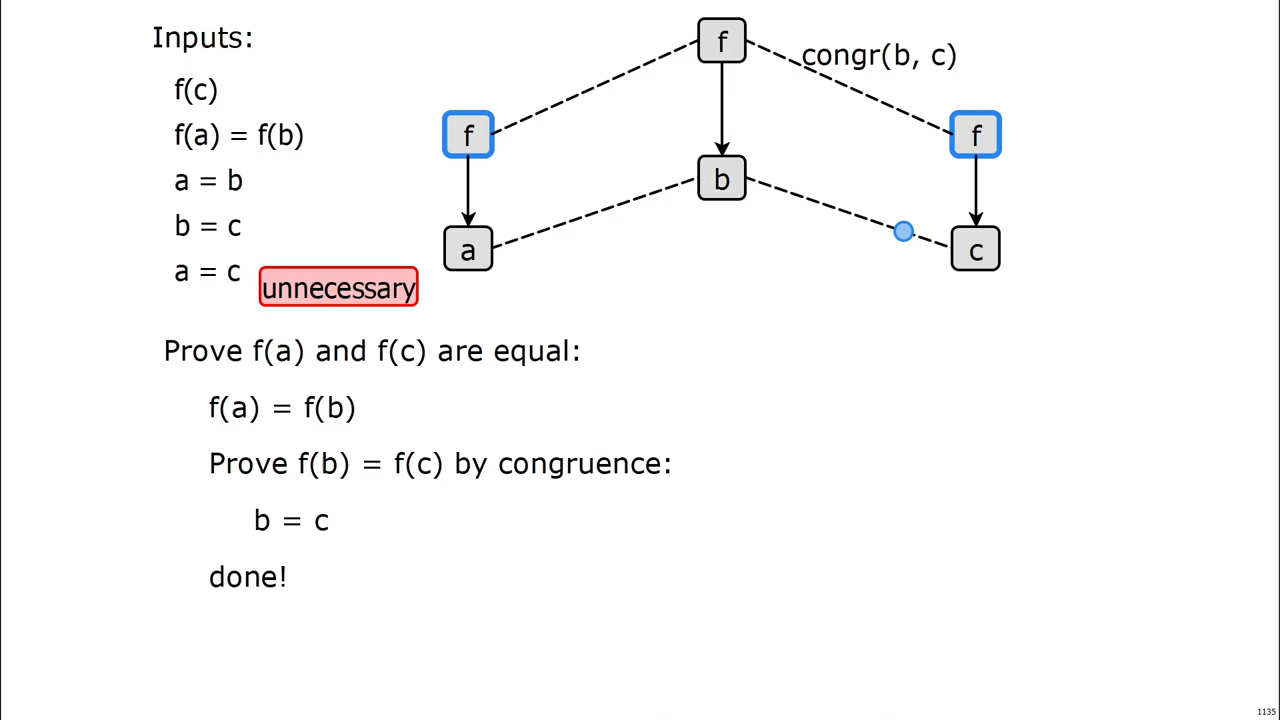 Inputs:
f(c)
f(a) = f(b)
a = b
b = c
a = c unnecessary
f
congr(b, c)
f
f
b
a
c
Prove f(a) and f(c) are equal:
f(a) = f(b)
Prove f(b) = f(c) by congruence:
b = c
done!
1135